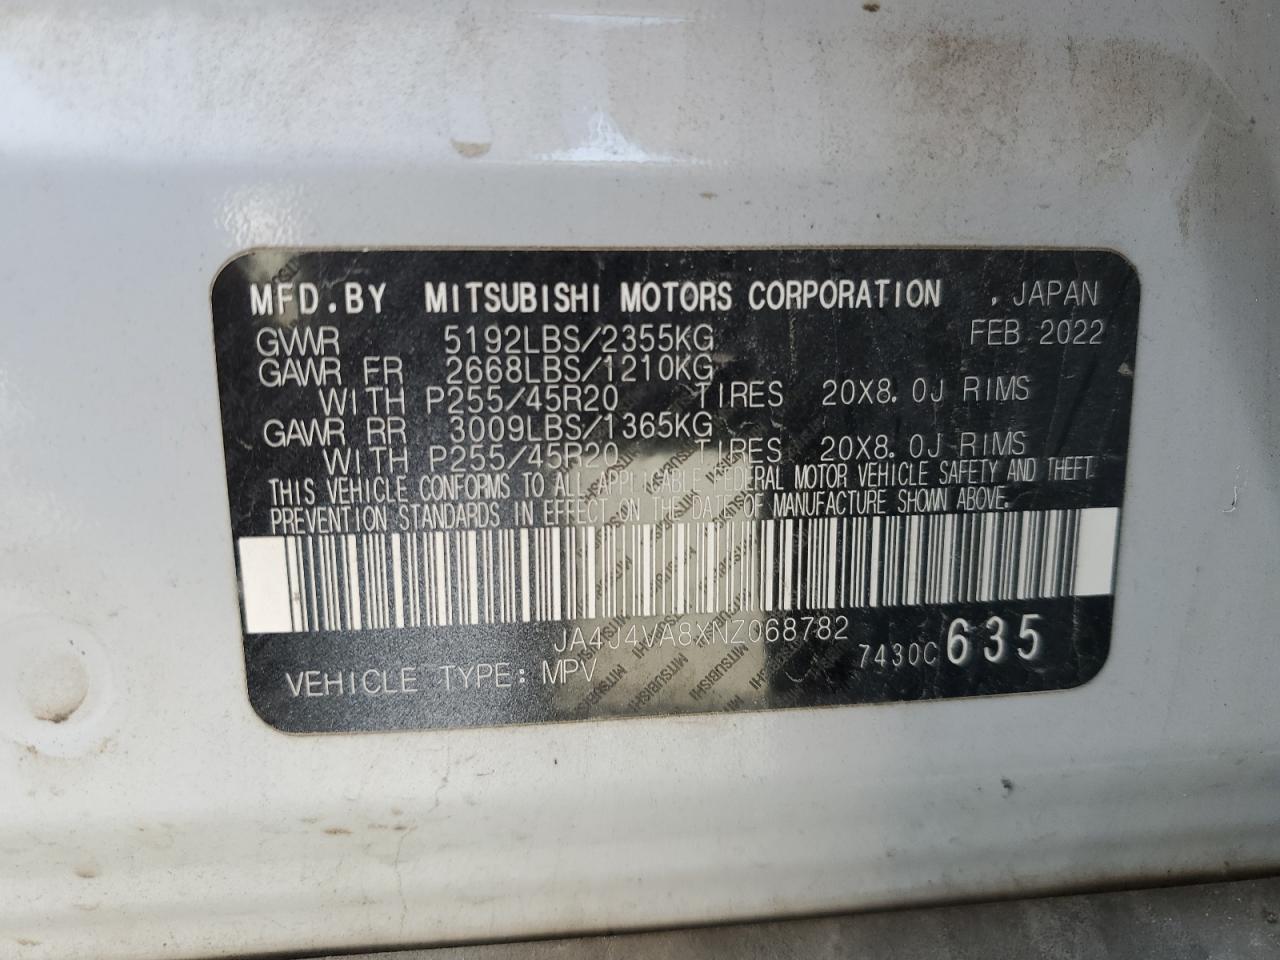 MFD.BY MITSUBISHI MOTORS CORPORATION , JAPAN
GVWR 5192LBS/2355KG FEB 2022
GAWR FR 2668LBS/1210KG
WITH P255/45R20 TIRES 20X8.0J RIMS
GAWR RR 3009LBS/1365KG
WITH P255/45R20 TIRES 20X8.0J RIMS
THIS VEHICLE CONFORMS TO ALL APPLICABLE FEDERAL MOTOR VEHICLE SAFETY AND THEFT
PREVENTION STANDARDS IN EFFECT ON THE DATE OF MANUFACTURE SHOWN ABOVE.
JA4J4VA8XNZ068782
7430C 635
VEHICLE TYPE: MPV